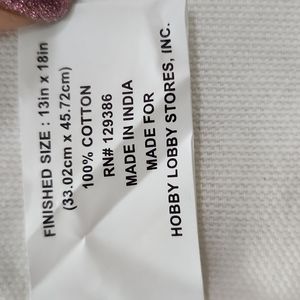 FINISHED SIZE : 13in x 18in
(33.02cm x 45.72cm)
100% COTTON
RN# 129386
MADE IN INDIA
MADE FOR
HOBBY LOBBY STORES, INC.